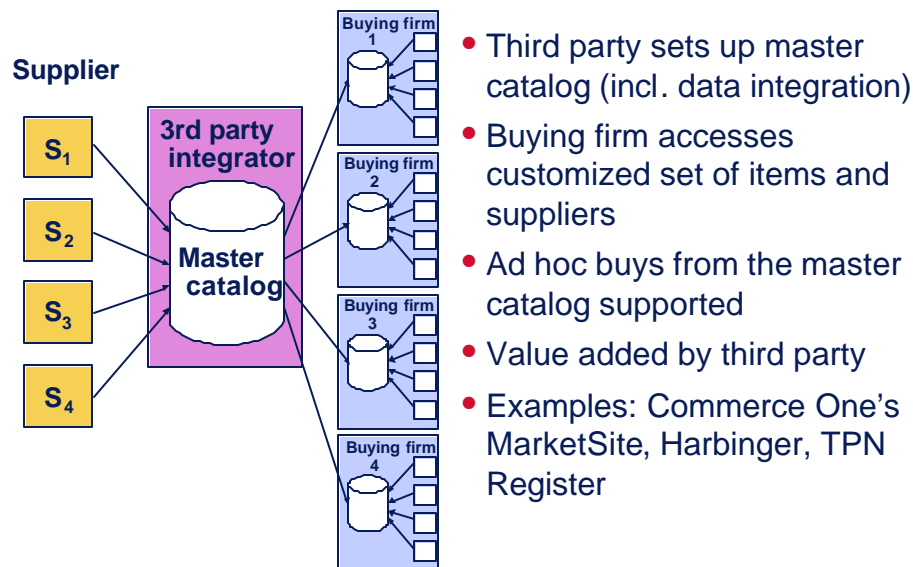 Supplier
S1
S2
S3
S4
3rd party
integrator
Master
catalog
Buying firm
1
Buying firm
2
Buying firm
3
Buying firm
4
• Third party sets up master
catalog (incl. data integration)
• Buying firm accesses
customized set of items and
suppliers
• Ad hoc buys from the master
catalog supported
• Value added by third party
• Examples: Commerce One's
MarketSite, Harbinger, TPN
Register